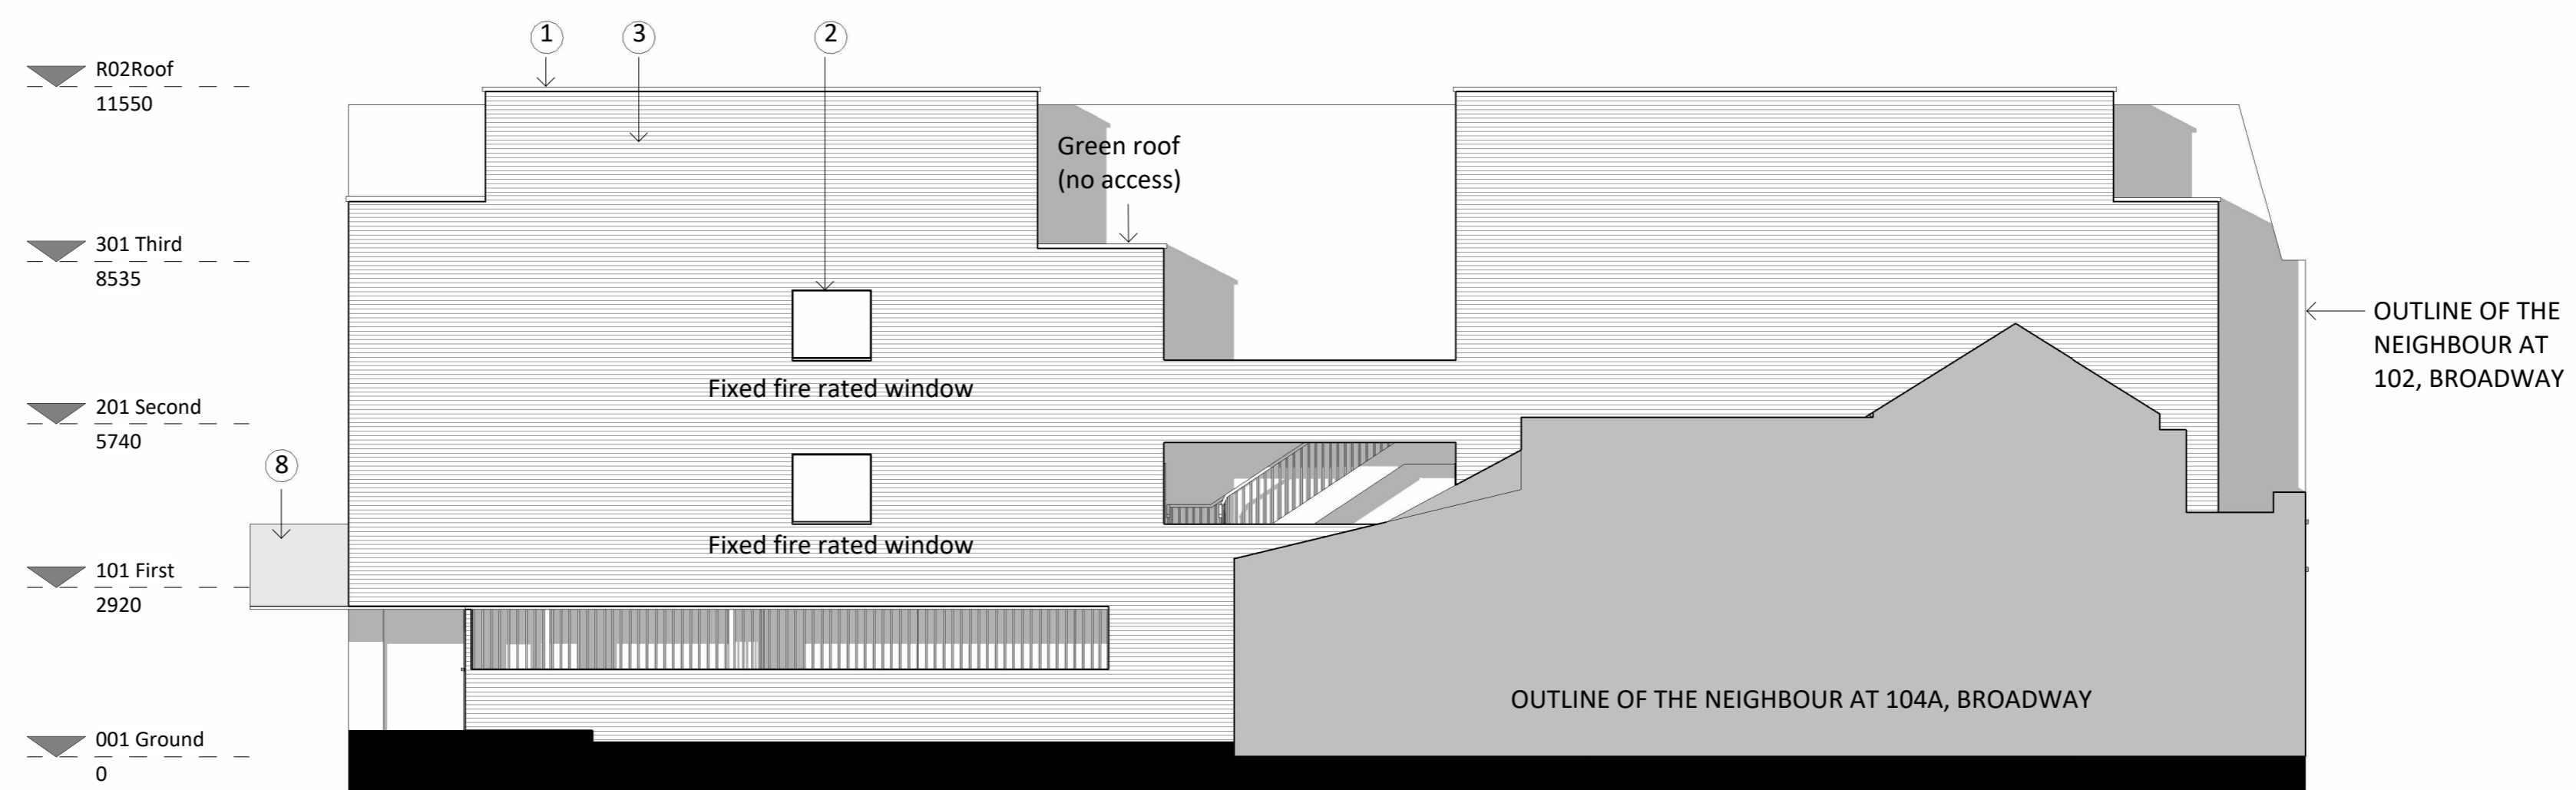 1
3
2
R02Roof
11550
Green roof
(no access)
301 Third
8535
OUTLINE OF THE
NEIGHBOUR AT
102, BROADWAY
Fixed fire rated window
201 Second
5740
8
Fixed fire rated window
101 First
2920
OUTLINE OF THE NEIGHBOUR AT 104A, BROADWAY
001 Ground
0